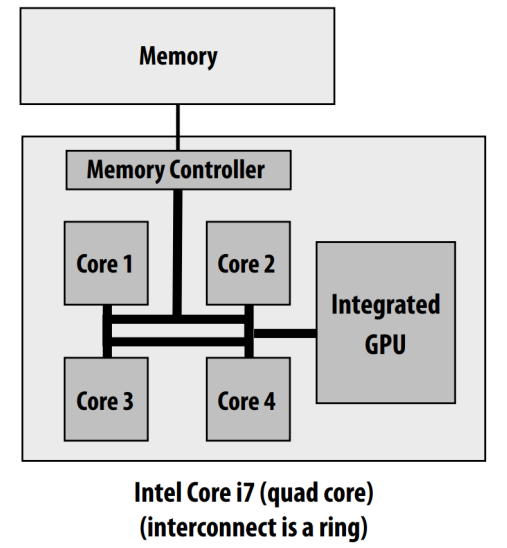 Memory
Memory Controller
Core 1
Core 2
Integrated
GPU
Core 3
Core 4
Intel Core i7 (quad core)
(interconnect is a ring)